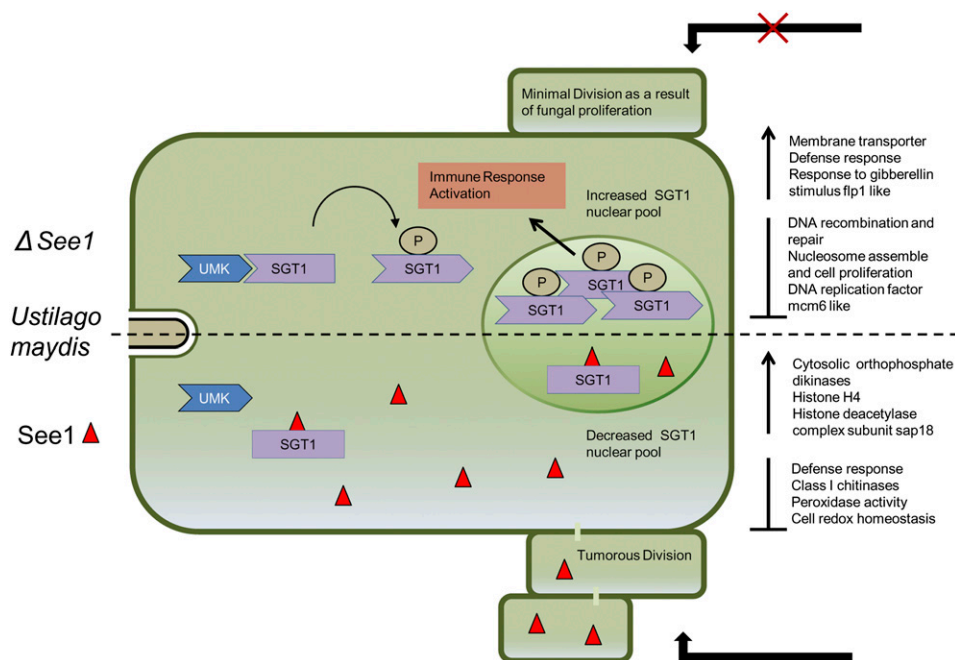 Minimal Division as a result
of fungal proliferation
Membrane transporter
Defense response
Response to gibberellin
stimulus flp1 like
Immune Response
Activation
Increased SGT1
nuclear pool
Δ See1
UMK
SGT1
P
SGT1
P
SGT1
P
SGT1
P
SGT1
DNA recombination and
repair
Nucleosome assemble
and cell proliferation
DNA replication factor
mcm6 like
Ustilago
maydis
See1
UMK
SGT1
SGT1
Decreased SGT1
nuclear pool
Cytosolic orthophosphate
dikinases
Histone H4
Histone deacetylase
complex subunit sap18
Defense response
Class I chitinases
Peroxidase activity
Cell redox homeostasis
Tumorous Division